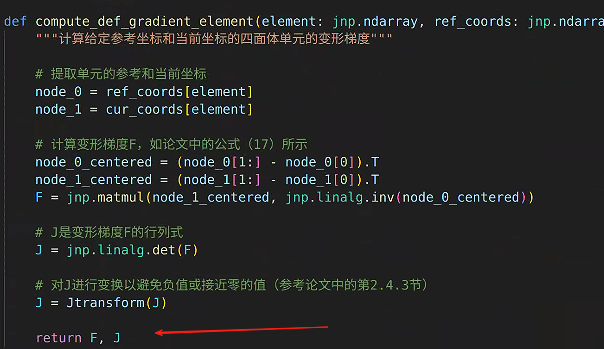 def compute_def_gradient_element(element: jnp.ndarray, ref_coords: jnp.ndarra
"""计算给定参考坐标和当前坐标的四面体单元的变形梯度"""
# 提取单元的参考和当前坐标
node_0 = ref_coords[element]
node_1 = cur_coords[element]
# 计算变形梯度F，如论文中的公式（17）所示
node_0_centered = (node_0[1:] - node_0[0]).T
node_1_centered = (node_1[1:] - node_1[0]).T
F = jnp.matmul(node_1_centered, jnp.linalg.inv(node_0_centered))
# J是变形梯度F的行列式
J = jnp.linalg.det(F)
# 对J进行变换以避免负值或接近零的值（参考论文中的第2.4.3节）
J = Jtransform(J)
return F, J